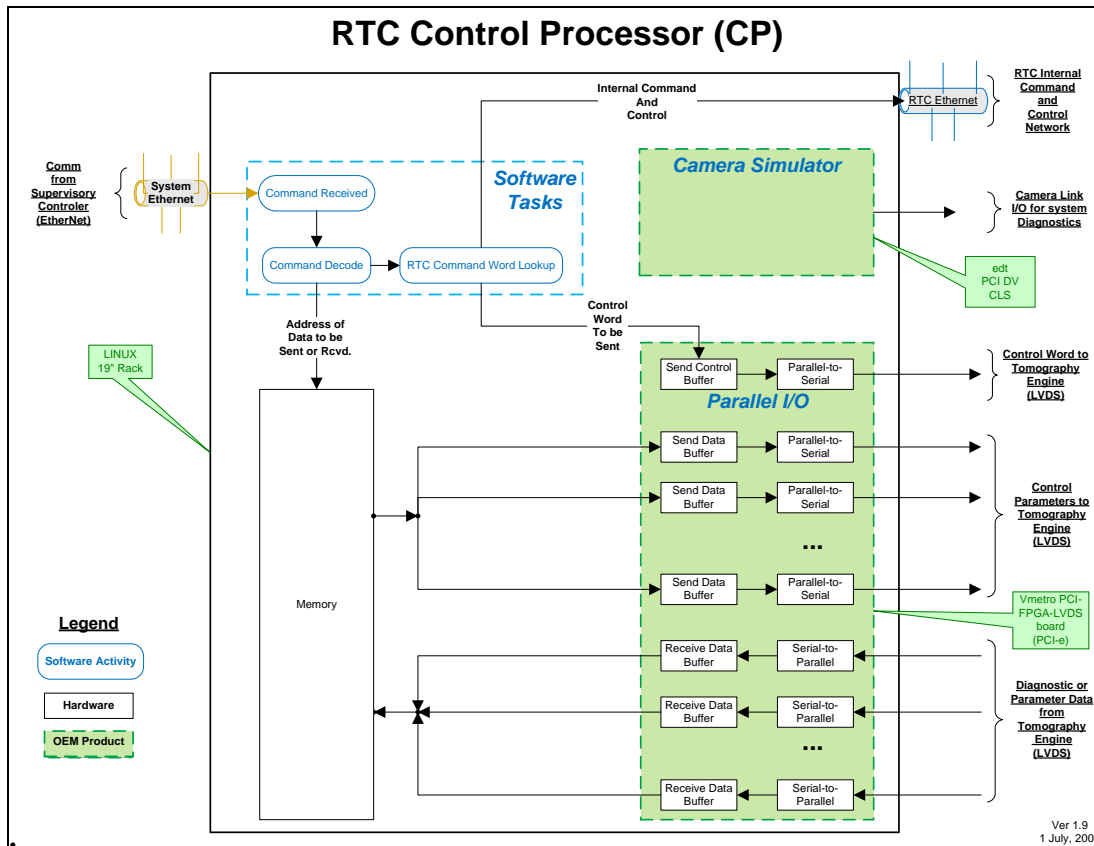 RTC Control Processor (CP)
Internal Command
And
Control
RTC Ethernet
RTC Internal
Command
and
Control
Network
Comm
from
Supervisory
Controler
(EtherNet)
System
Ethernet
Command Received
Software
Tasks
Camera Simulator
Camera Link
I/O for system
Diagnostics
Command Decode
RTC Command Word Lookup
edt
PCI DV
CLS
Address of
Data to be
Sent or Rcvd.
Control
Word
To be
Sent
LINUX
19" Rack
Send Control
Buffer
Parallel-to-
Serial
Control Word to
Tomography
Engine
(LVDS)
Parallel I/O
Send Data
Buffer
Parallel-to-
Serial
Send Data
Buffer
Parallel-to-
Serial
...
Send Data
Buffer
Parallel-to-
Serial
Control
Parameters to
Tomography
Engine
(LVDS)
Memory
Vmetro PCI-
FPGA-LVDS
board
(PCI-e)
Receive Data
Buffer
Serial-to-
Parallel
Receive Data
Buffer
Serial-to-
Parallel
...
Receive Data
Buffer
Serial-to-
Parallel
Diagnostic or
Parameter Data
from
Tomography
Engine
(LVDS)
Legend
Software Activity
Hardware
OEM Product
Ver 1.9
1 July, 200